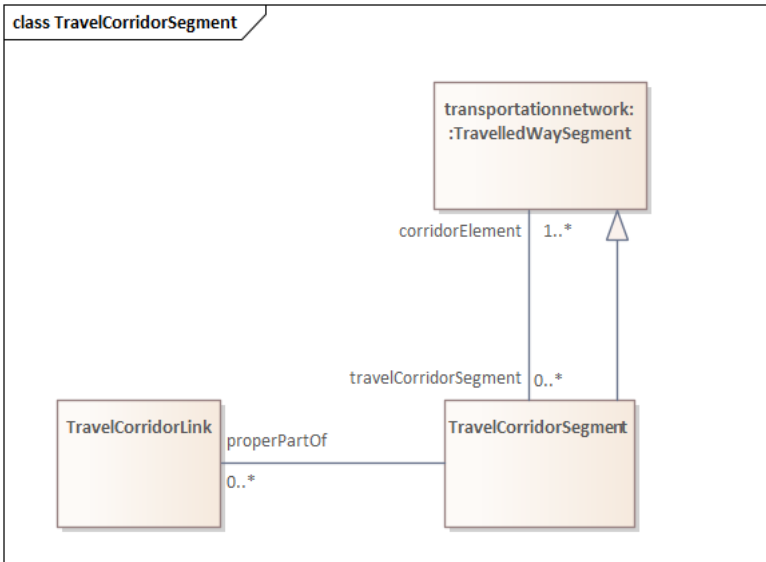 class TravelCorridorSegment
transportationnetwork:
:TravelledWaySegment
corridorElement 1..*
travelCorridorSegment 0..*
TravelCorridorLink
properPartOf
0..*
TravelCorridorSegment